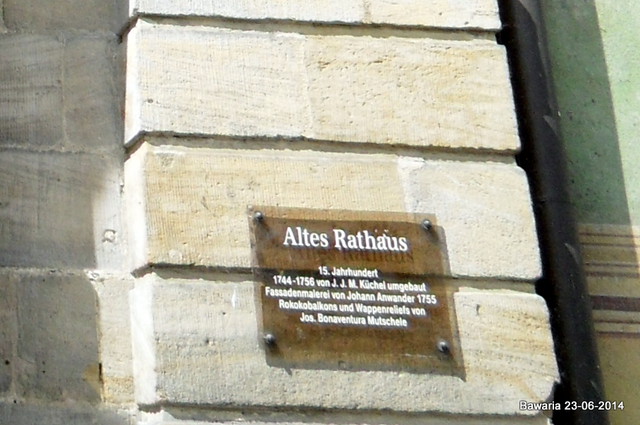 Altes Rathaus
15. Jahrhundert
1744-1756 von J. J. M. Küchel umgebaut
Fassadenmalerei von Johann Anwander 1755
Rokokobalkons und Wappenreliefs von
Jos. Bonaventura Mutschele
Bawaria 23-06-2014